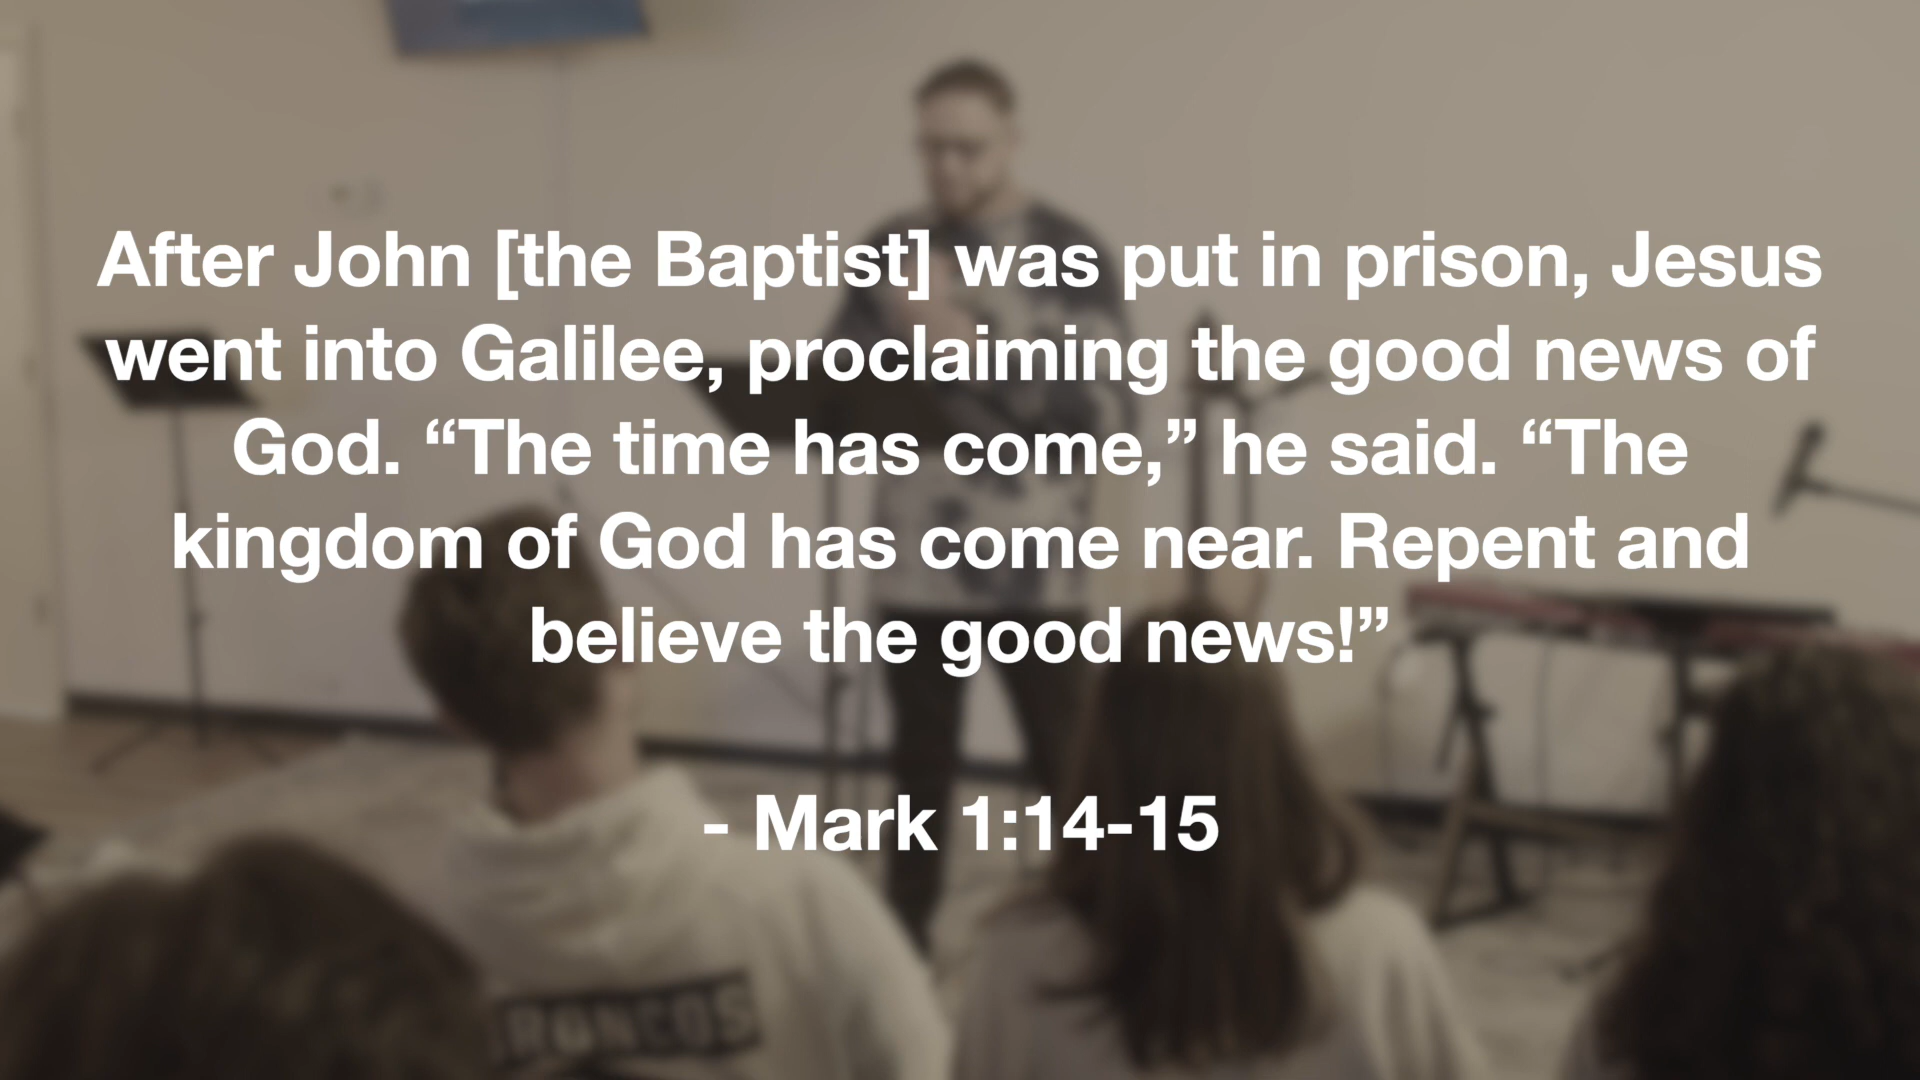 After John [the Baptist] was put in prison, Jesus
went into Galilee, proclaiming the good news of
God. “The time has come,” he said. “The
kingdom of God has come near. Repent and
believe the good news!”
- Mark 1:14-15
BRONCOS